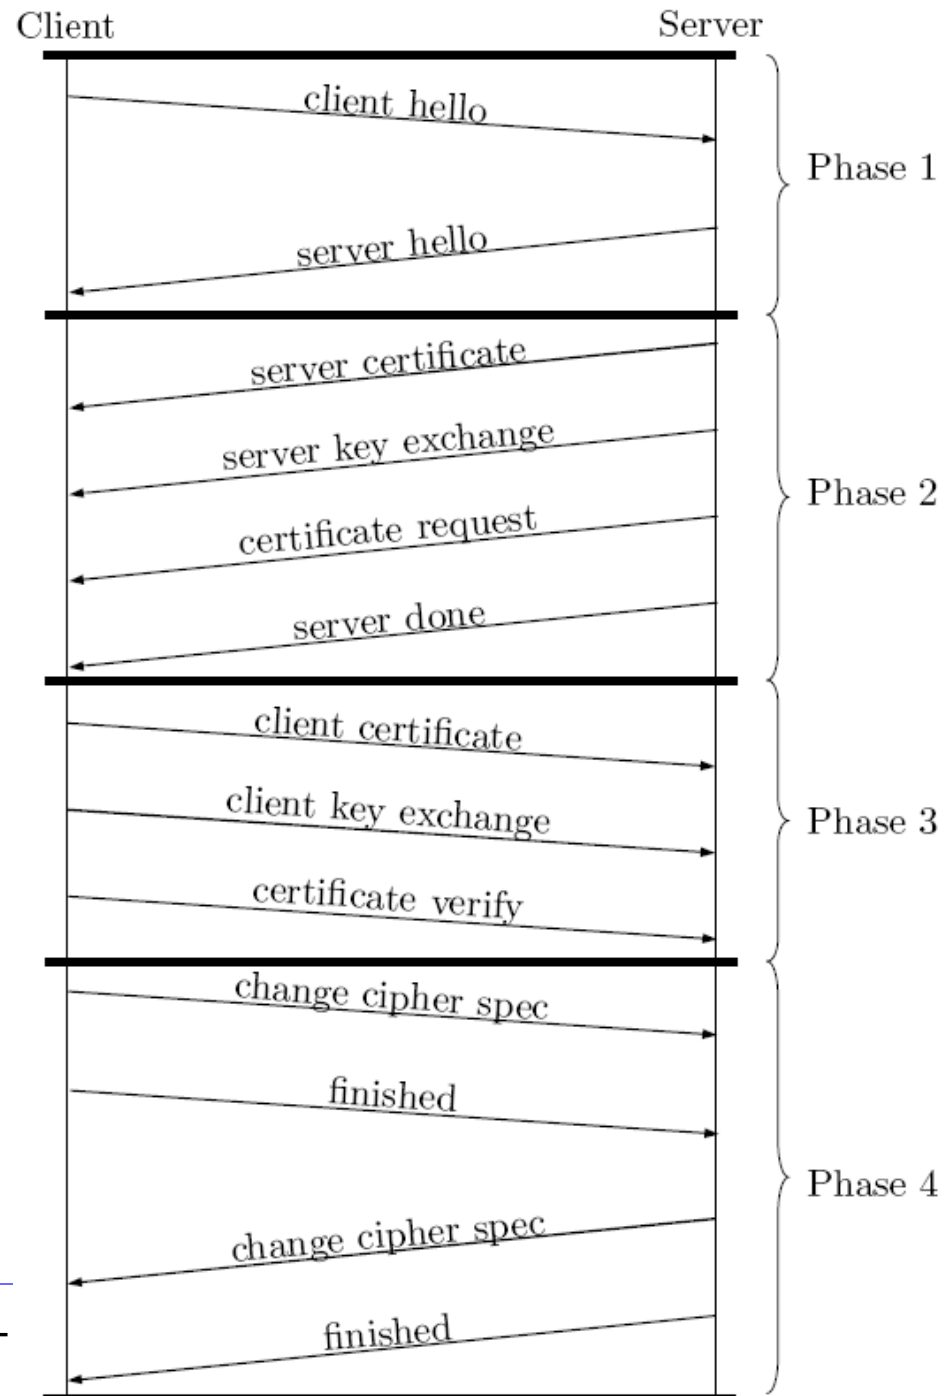 Client
Server
client hello
Phase 1
server hello
server certificate
server key exchange
Phase 2
certificate request
server done
client certificate
client key exchange
Phase 3
certificate verify
change cipher spec
finished
Phase 4
change cipher spec
finished